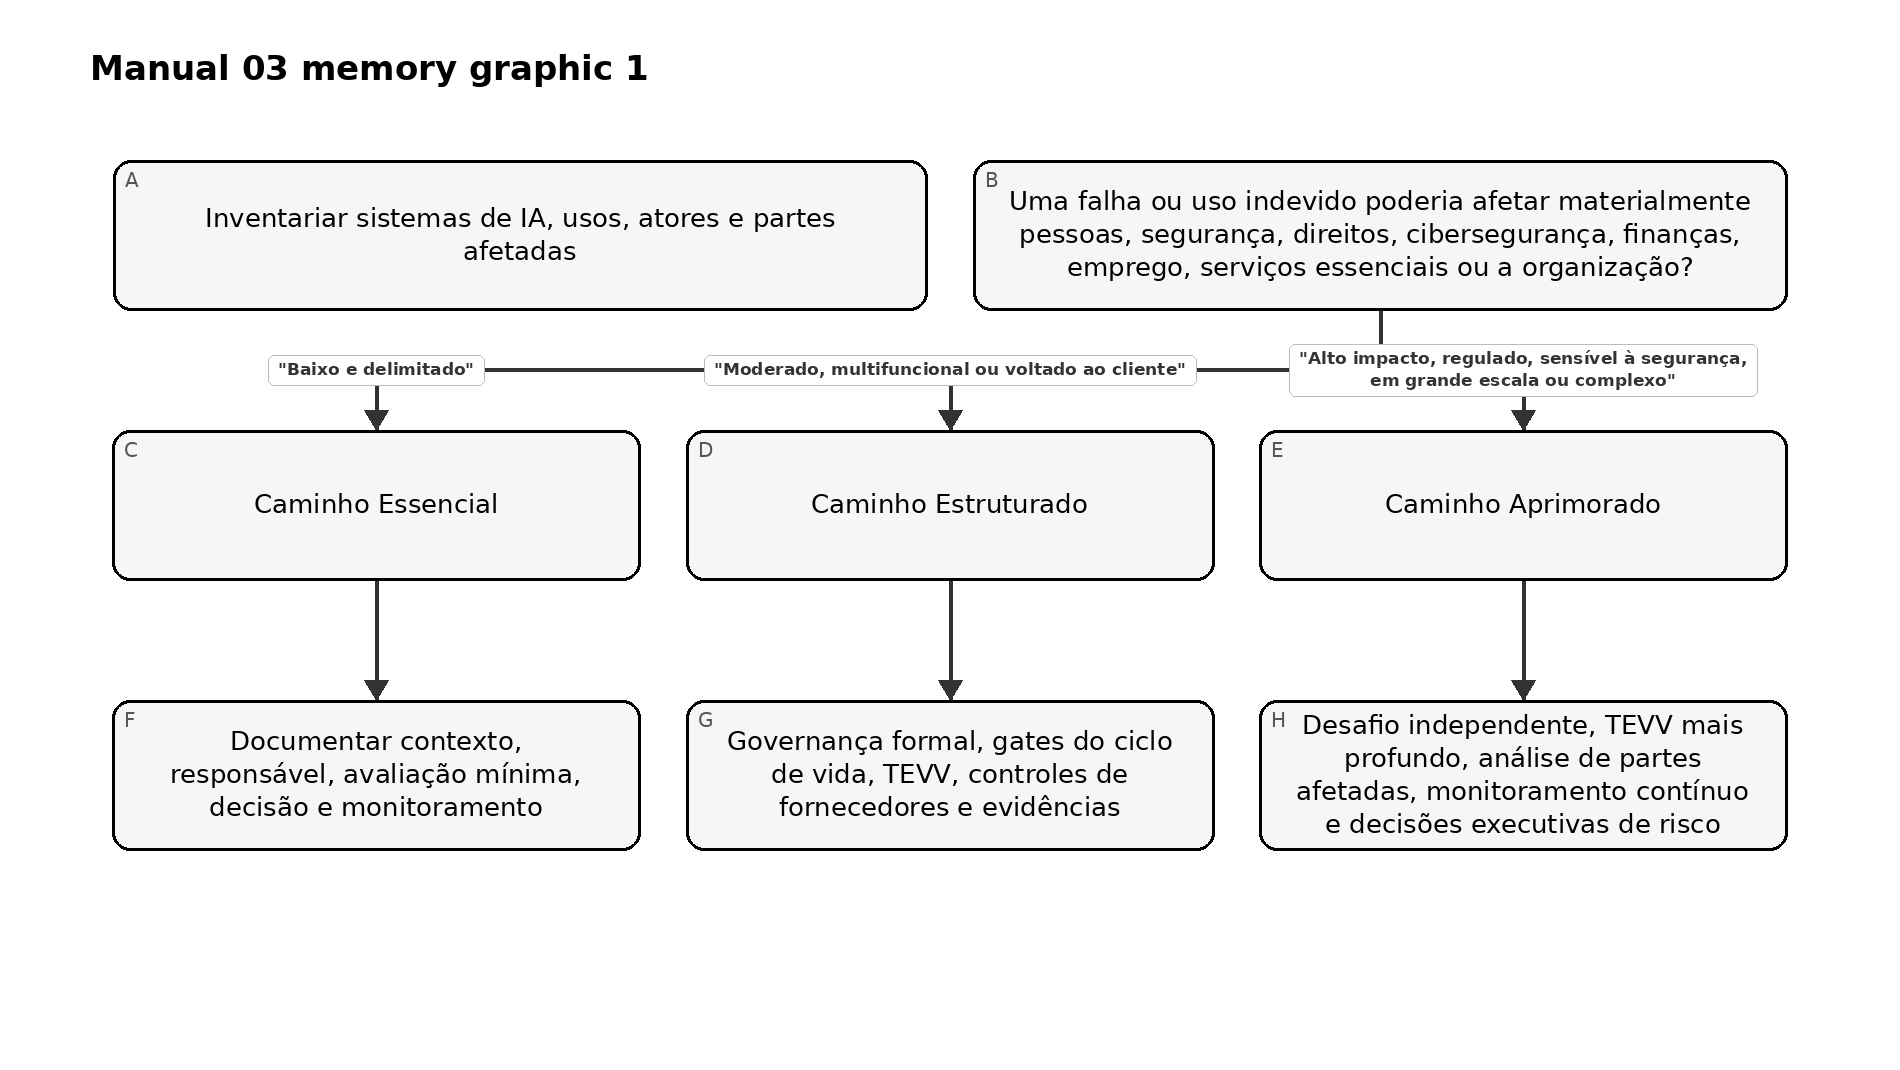 Manual 03 memory graphic 1
A
Inventariar sistemas de IA, usos, atores e partes
afetadas
B
Uma falha ou uso indevido poderia afetar materialmente
pessoas, segurança, direitos, cibersegurança, finanças,
emprego, serviços essenciais ou a organização?
"Baixo e delimitado"
"Moderado, multifuncional ou voltado ao cliente"
"Alto impacto, regulado, sensível à segurança,
em grande escala ou complexo"
C
Caminho Essencial
D
Caminho Estruturado
E
Caminho Aprimorado
F
Documentar contexto,
responsável, avaliação mínima,
decisão e monitoramento
G
Governança formal, gates do ciclo
de vida, TEVV, controles de
fornecedores e evidências
H
Desafio independente, TEVV mais
profundo, análise de partes
afetadas, monitoramento contínuo
e decisões executivas de risco